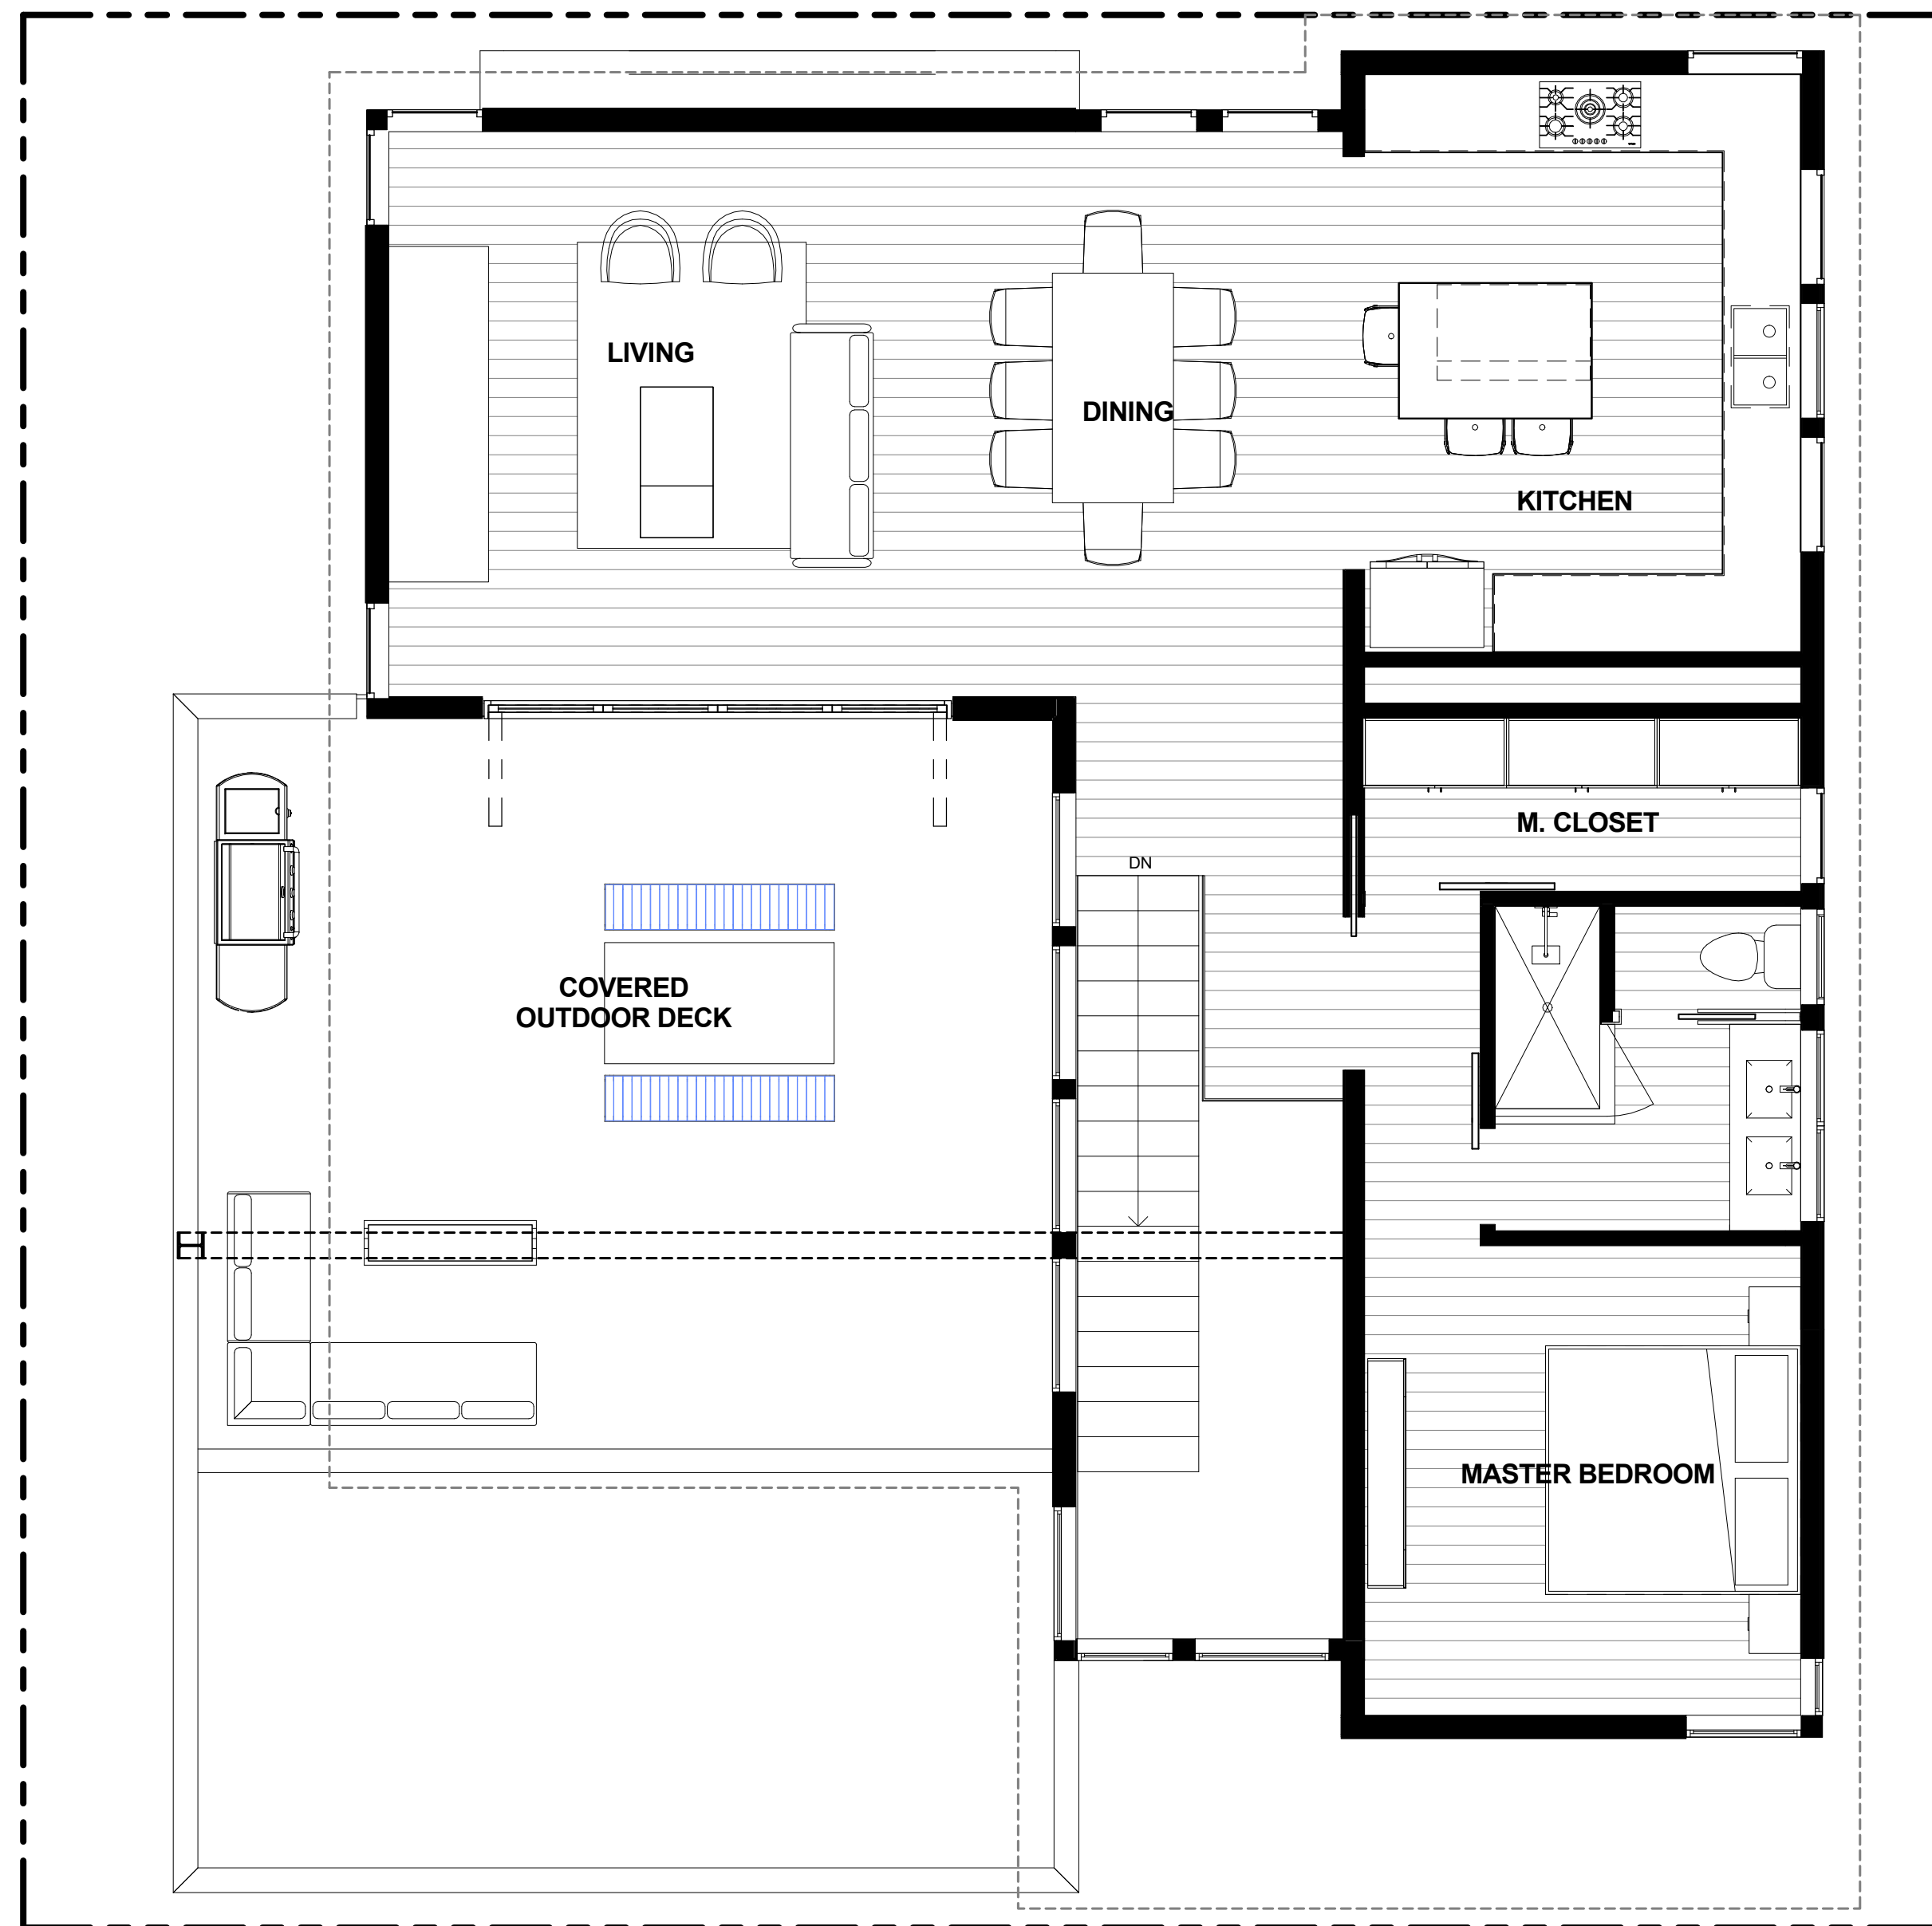 LIVING
DINING
KITCHEN
M. CLOSET
DN
COVERED
OUTDOOR DECK
MASTER BEDROOM